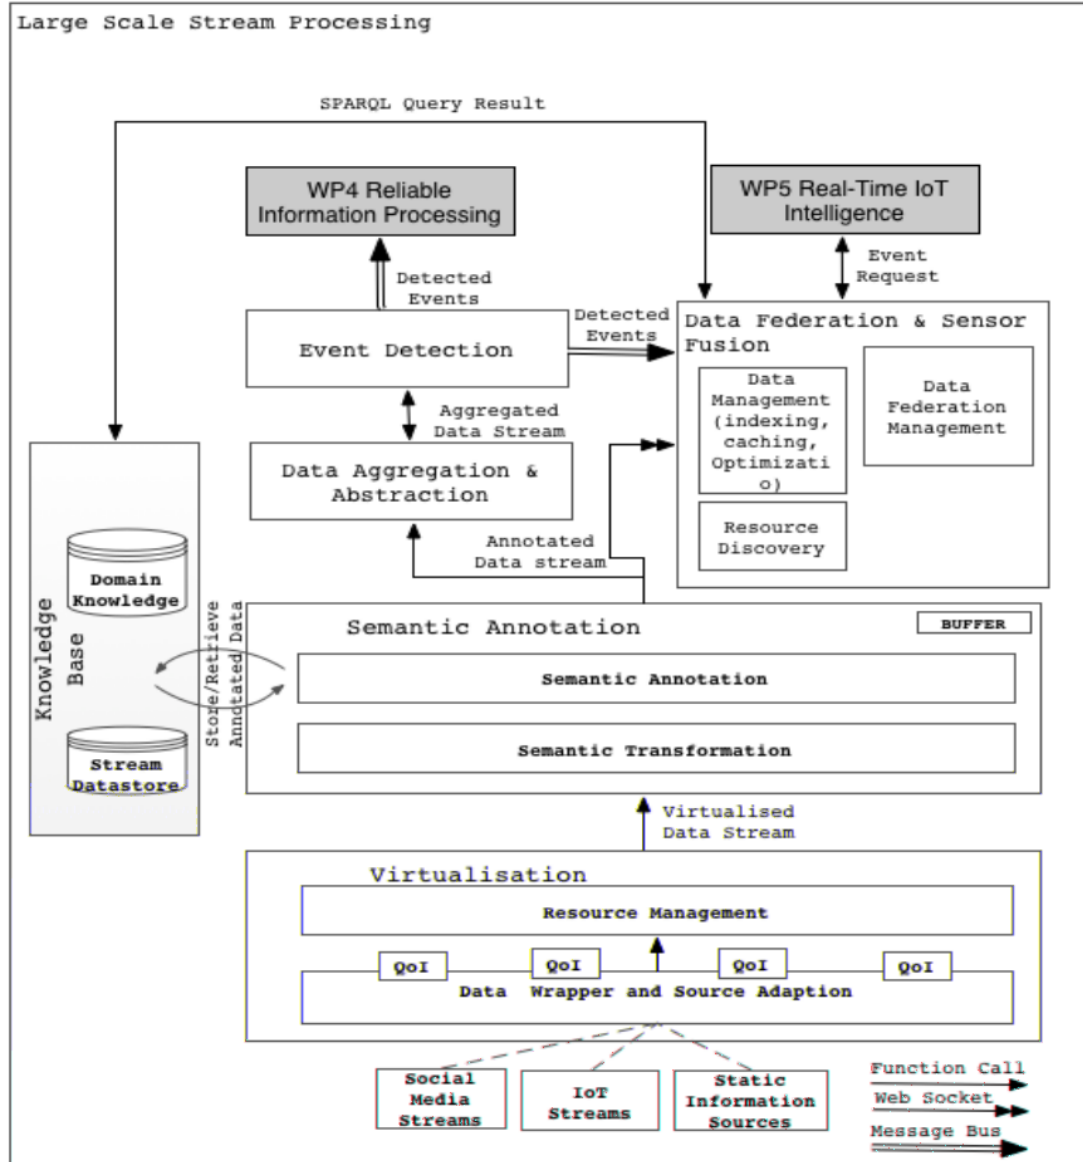 Large Scale Stream Processing
SPARQL Query Result
WP4 Reliable
Information Processing
WP5 Real-Time IoT
Intelligence
Detected
Events
Event
Request
Event Detection
Detected
Events
Data Federation & Sensor
Fusion
Data
Management
(indexing,
caching,
Optimizati
o)
Data
Federation
Management
Resource
Discovery
Aggregated
Data Stream
Data Aggregation &
Abstraction
Annotated
Data stream
Knowledge
Base
Domain
Knowledge
Stream
Datastore
Store/Retrieve
Annotated Data
Semantic Annotation
BUFFER
Semantic Annotation
Semantic Transformation
Virtualised
Data Stream
Virtualisation
Resource Management
QoI
QoI
QoI
QoI
Data Wrapper and Source Adaption
Social
Media
Streams
IoT
Streams
Static
Information
Sources
Function Call
Web Socket
Message Bus